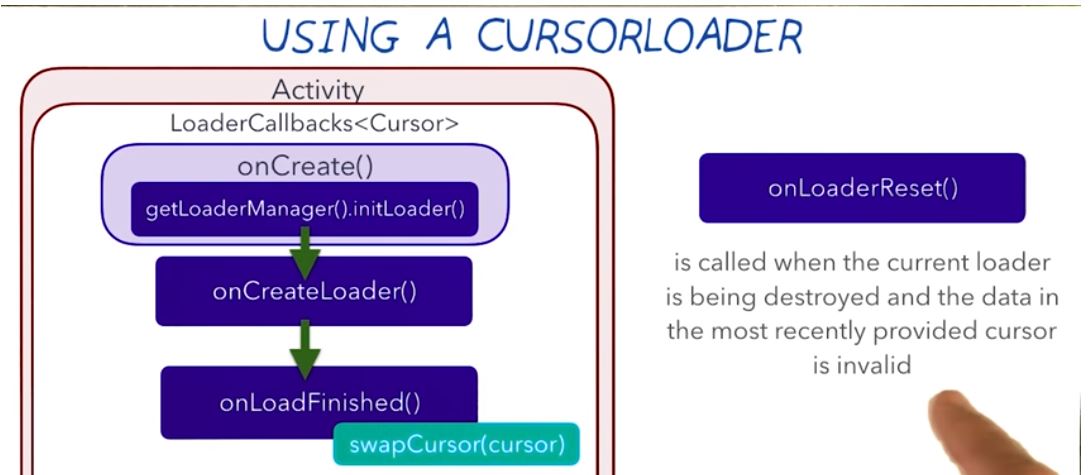 USING A CURSORLOADER
Activity
LoaderCallbacks<Cursor>
onCreate()
getLoaderManager().initLoader()
onCreateLoader()
onLoadFinished()
swapCursor(cursor)
onLoaderReset()
is called when the current loader
is being destroyed and the data in
the most recently provided cursor
is invalid